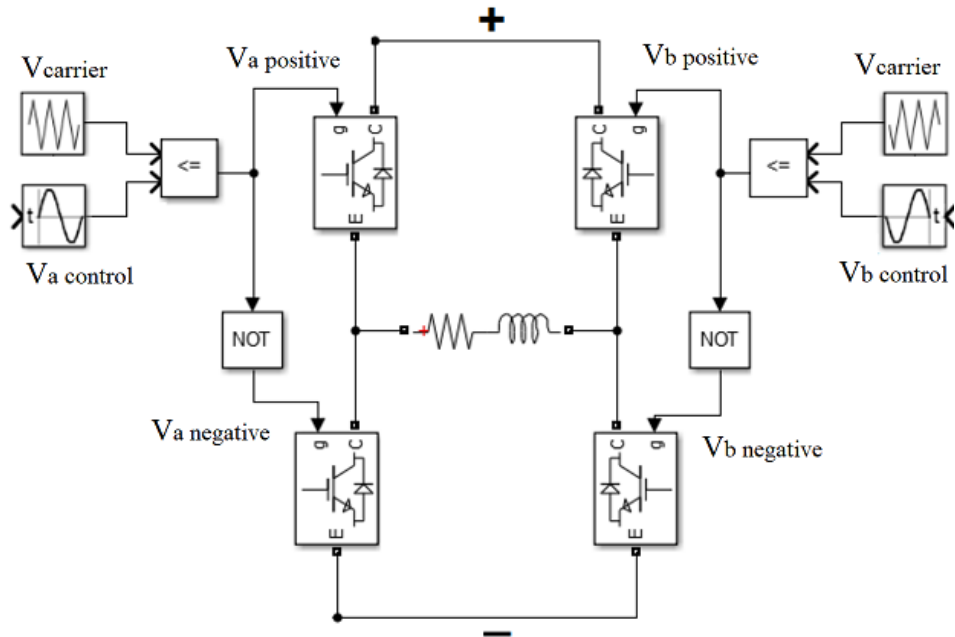 +
Va positive
Vb positive
Vcarrier
Vcarrier
g
C
C
g
<=
<=
E
E
t
t
Va control
Vb control
NOT
+
NOT
Va negative
Vb negative
g
C
C
g
E
E
−